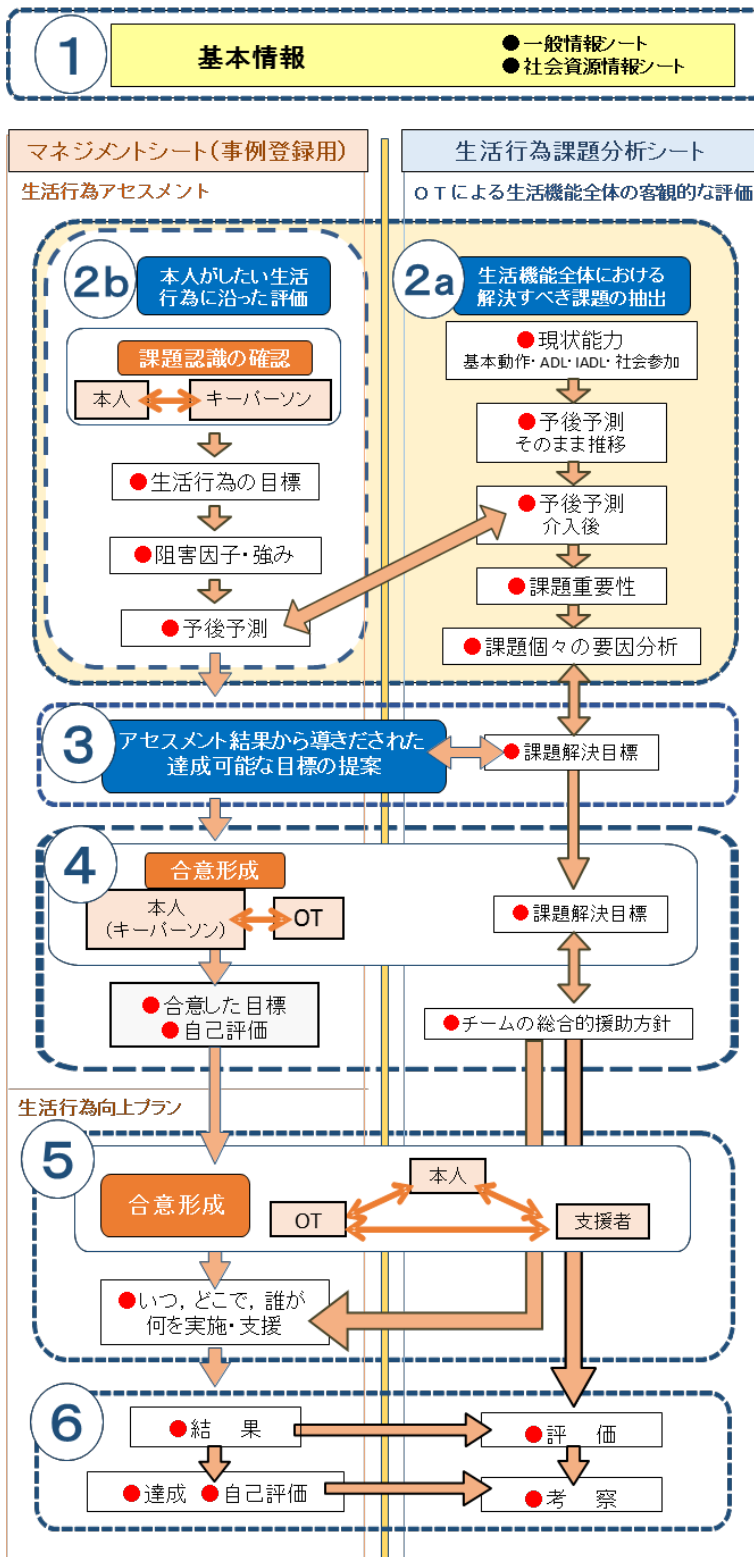 1
基本情報
●一般情報シート
●社会資源情報シート
マネジメントシート(事例登録用)
生活行為課題分析シート
生活行為アセスメント
OTによる生活機能全体の客観的な評価
2b
本人がしたい生活
行為に沿った評価
課題認識の確認
本人
キーパーソン
●生活行為の目標
●阻害因子・強み
●予後予測
2a
生活機能全体における
解決すべき課題の抽出
●現状能力
基本動作・ADL・IADL・社会参加
●予後予測
そのまま推移
●予後予測
介入後
●課題重要性
●課題個々の要因分析
3
アセスメント結果から導きだされた
達成可能な目標の提案
●課題解決目標
4
合意形成
本人
(キーパーソン)
OT
●課題解決目標
●合意した目標
●自己評価
●チームの総合的援助方針
生活行為向上プラン
5
合意形成
本人
OT
支援者
●いつ,どこで,誰が
何を実施・支援
6
●結 果
●評 価
●達成 ●自己評価
●考 察